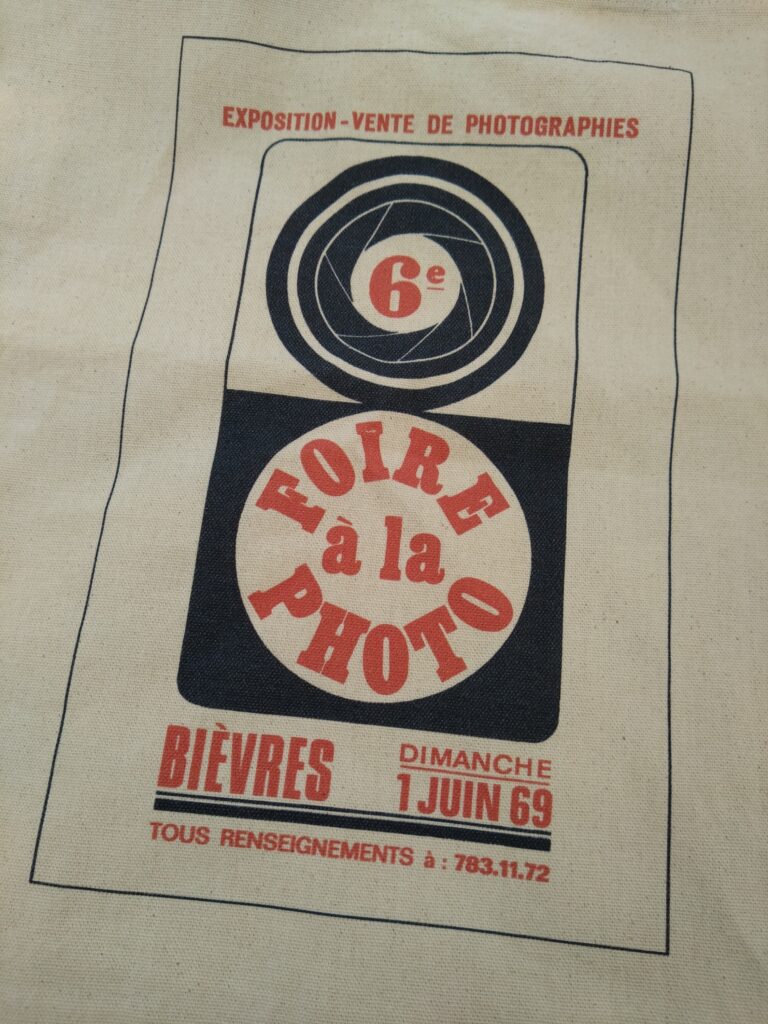 EXPOSITION-VENTE DE PHOTOGRAPHIES
6e
FOIRE
à la
PHOTO
BIÈVRES
DIMANCHE
1 JUIN 69
TOUS RENSEIGNEMENTS à : 783.11.72